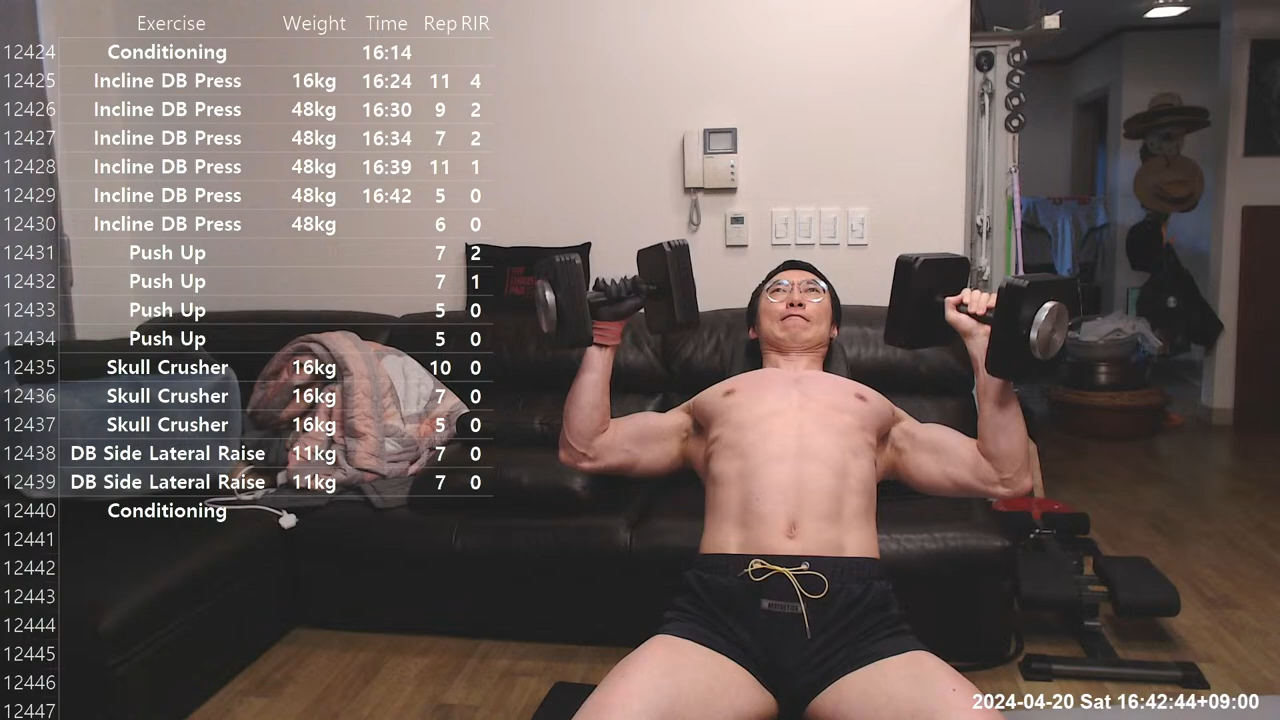 Exercise Weight Time Rep RIR
12424 Conditioning 16:14
12425 Incline DB Press 16kg 16:24 11 4
12426 Incline DB Press 48kg 16:30 9 2
12427 Incline DB Press 48kg 16:34 7 2
12428 Incline DB Press 48kg 16:39 11 1
12429 Incline DB Press 48kg 16:42 5 0
12430 Incline DB Press 48kg 6 0
12431 Push Up 7 2
12432 Push Up 7 1
12433 Push Up 5 0
12434 Push Up 5 0
12435 Skull Crusher 16kg 10 0
12436 Skull Crusher 16kg 7 0
12437 Skull Crusher 16kg 5 0
12438 DB Side Lateral Raise 11kg 7 0
12439 DB Side Lateral Raise 11kg 7 0
12440 Conditioning
12441
12442
12443
12444
12445
12446
12447
2024-04-20 Sat 16:42:44+09:00